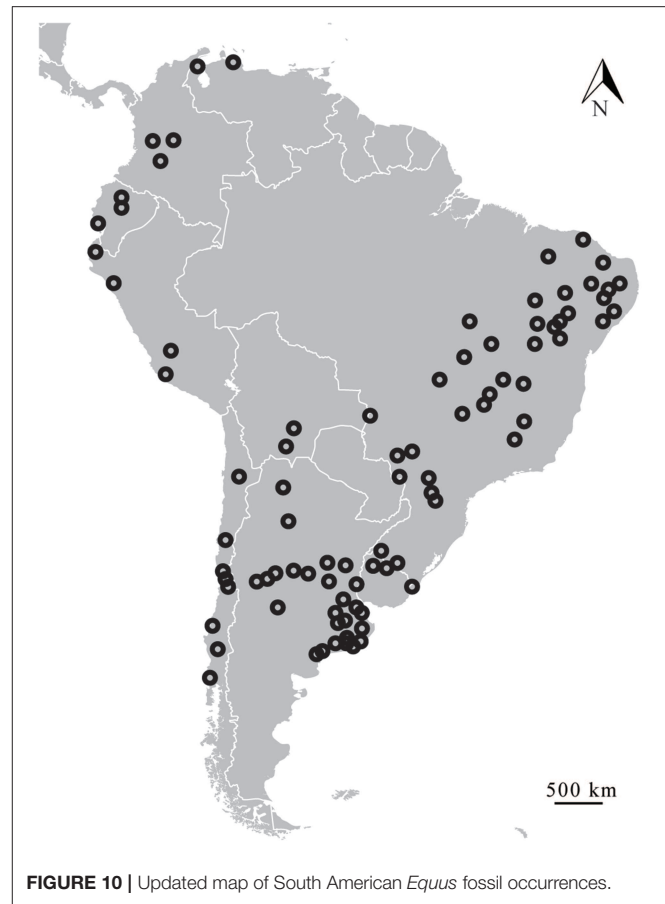 N
500 km
FIGURE 10 | Updated map of South American Equus fossil occurrences.